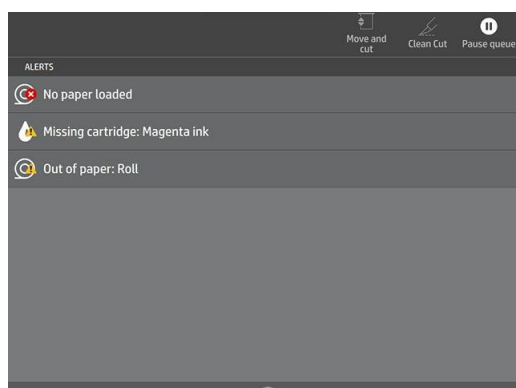 Move and
cut
Clean Cut
Pause queue
ALERTS
No paper loaded
Missing cartridge: Magenta ink
Out of paper: Roll